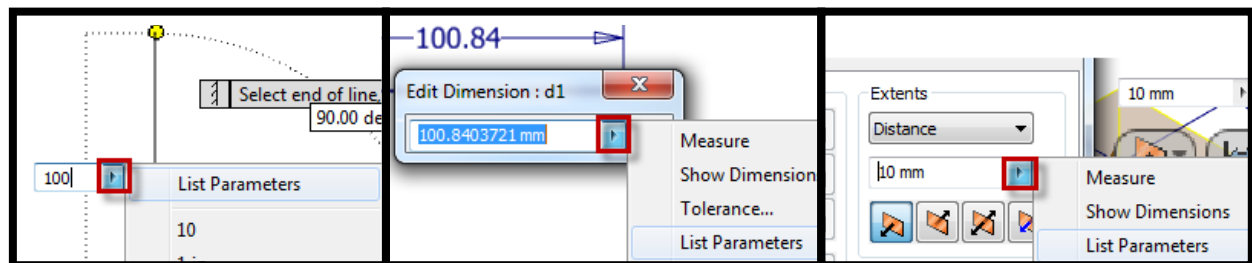 Select end of line,
90.00 de
100
List Parameters
10
100.84
Edit Dimension : d1
100.8403721 mm
Measure
Show Dimension
Tolerance...
List Parameters
Extents
Distance
10 mm
10 mm
Measure
Show Dimensions
List Parameters